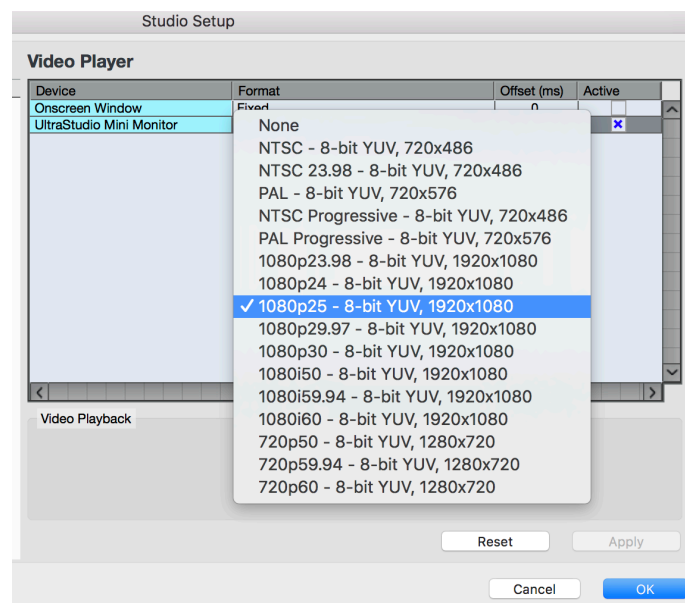 Studio Setup
Video Player
Device Format Offset (ms) Active
Onscreen Window Fixed 0
UltraStudio Mini Monitor
None
NTSC - 8-bit YUV, 720x486
NTSC 23.98 - 8-bit YUV, 720x486
PAL - 8-bit YUV, 720x576
NTSC Progressive - 8-bit YUV, 720x486
PAL Progressive - 8-bit YUV, 720x576
1080p23.98 - 8-bit YUV, 1920x1080
1080p24 - 8-bit YUV, 1920x1080
✓ 1080p25 - 8-bit YUV, 1920x1080
1080p29.97 - 8-bit YUV, 1920x1080
1080p30 - 8-bit YUV, 1920x1080
1080i50 - 8-bit YUV, 1920x1080
1080i59.94 - 8-bit YUV, 1920x1080
1080i60 - 8-bit YUV, 1920x1080
720p50 - 8-bit YUV, 1280x720
720p59.94 - 8-bit YUV, 1280x720
720p60 - 8-bit YUV, 1280x720
Video Playback
Reset Apply
Cancel OK